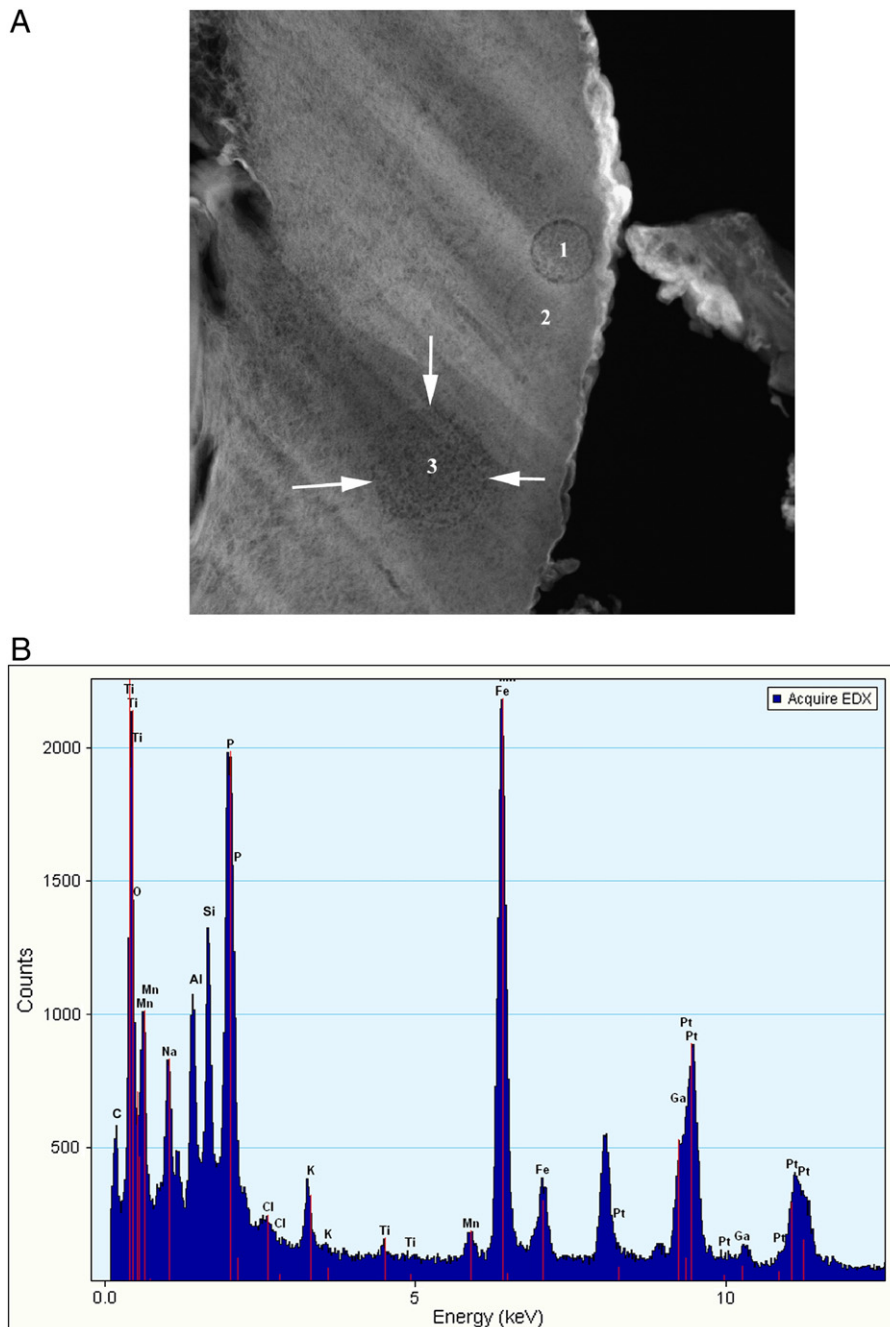 A
1
2
3
B
Acquire EDX
Counts
2000
1500
1000
500
Ti
Ti
Ti
O
C
Mn
Mn
Na
Al
Si
P
P
Cl
Cl
K
K
Ti
Ti
Mn
Fe
Fe
Pt
Ga
Pt
Pt
Pt
Ga
Pt
Pt
Pt
0.0
5
10
Energy (keV)